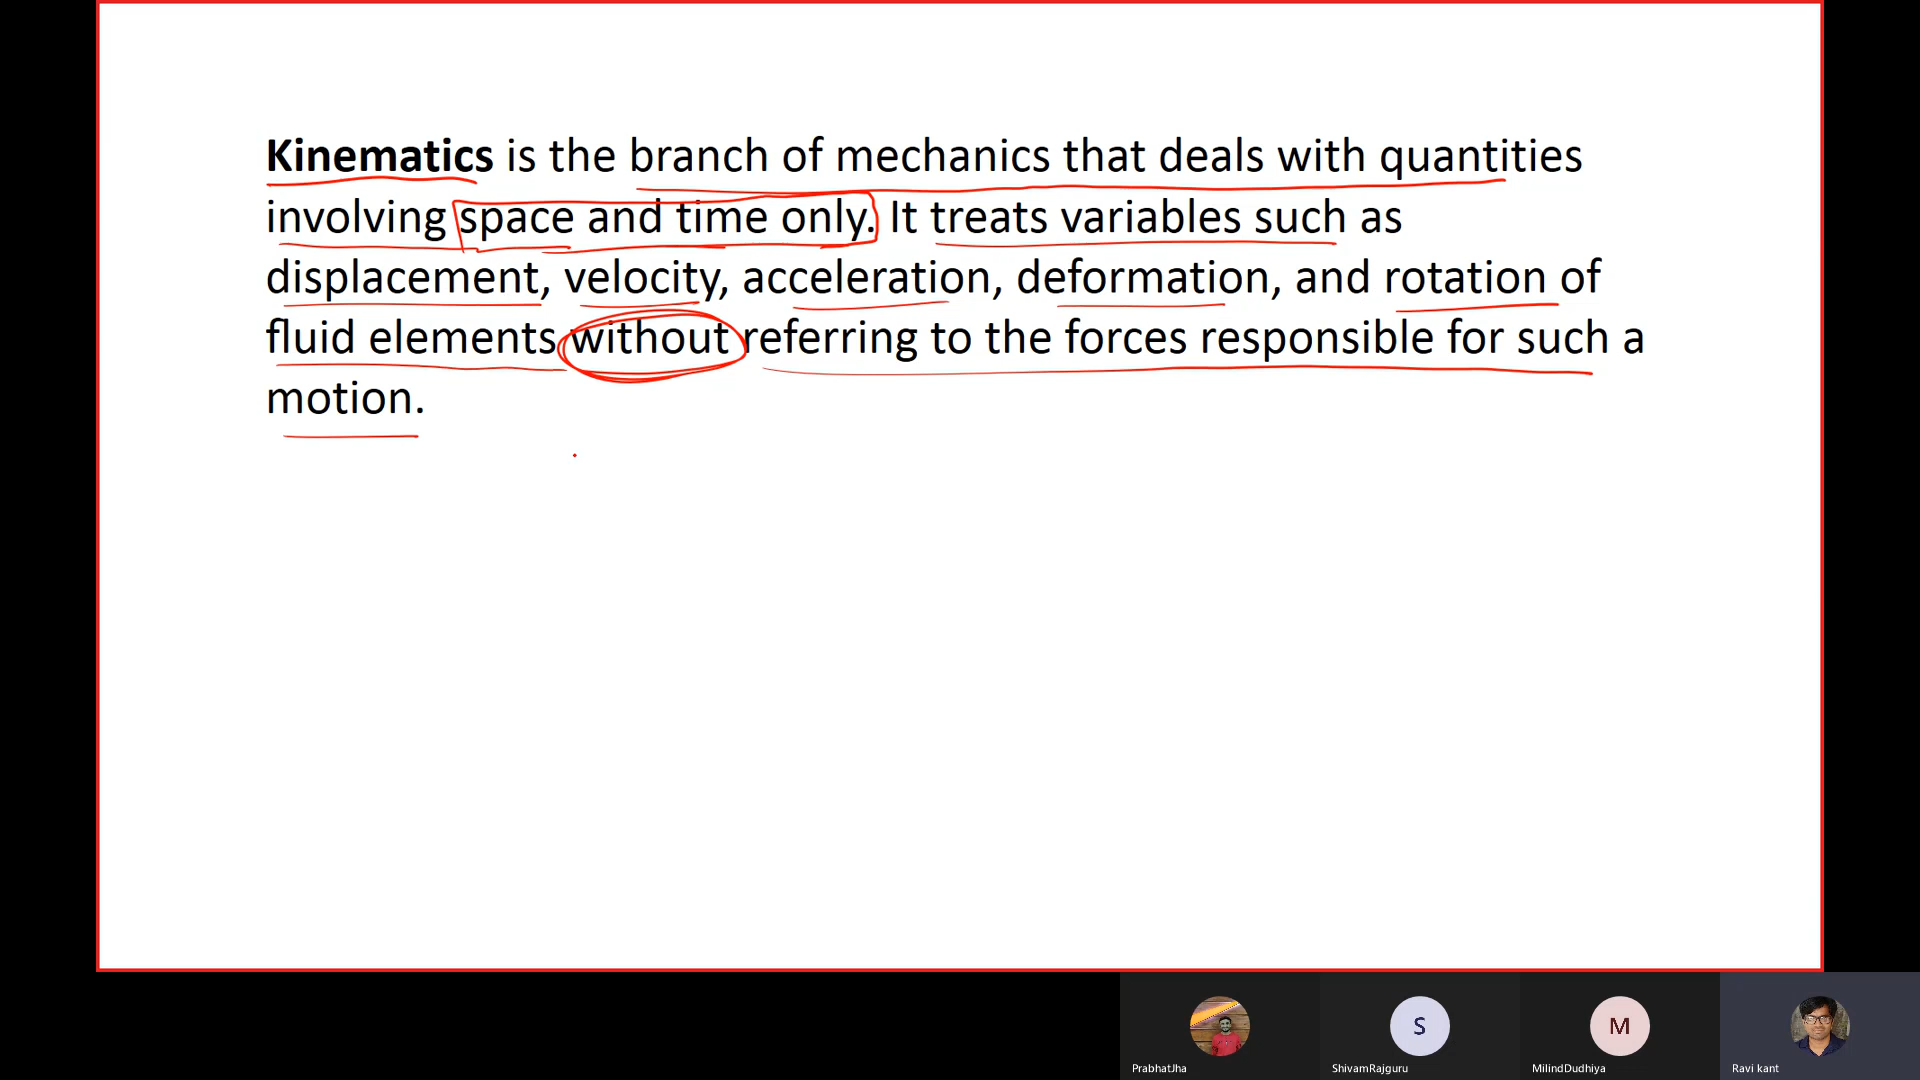 Kinematics is the branch of mechanics that deals with quantities
involving space and time only. It treats variables such as
displacement, velocity, acceleration, deformation, and rotation of
fluid elements without referring to the forces responsible for such a
motion.
S
M
PrabhatJha
ShivamRajguru
MilindDudhiya
Ravi kant